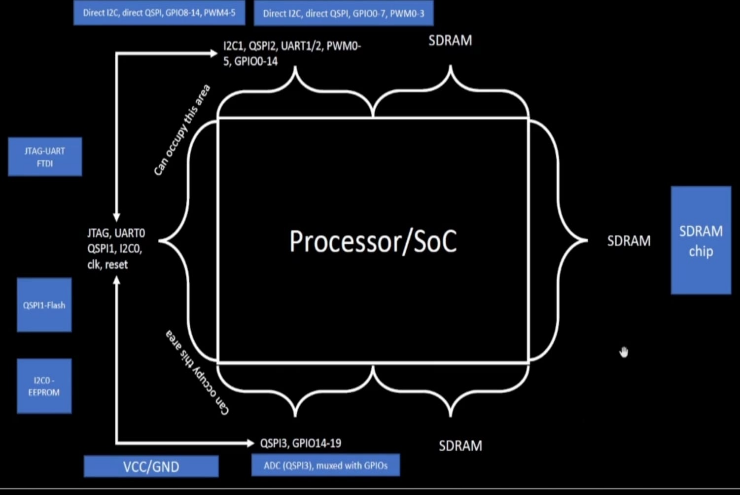 Direct I2C, direct QSPI, GPIO8-14, PWM4-5
Direct I2C, direct QSPI, GPIO0-7, PWM0-3
I2C1, QSPI2, UART1/2, PWM0-
5, GPIO0-14
SDRAM
Can occupy this area
JTAG-UART
FTDI
JTAG, UART0
QSPI1, I2C0,
clk, reset
Processor/SoC
SDRAM
SDRAM
chip
QSPI1-Flash
I2C0 -
EEPROM
Can occupy this area
QSPI3, GPIO14-19
SDRAM
VCC/GND
ADC (QSPI3), muxed with GPIOs